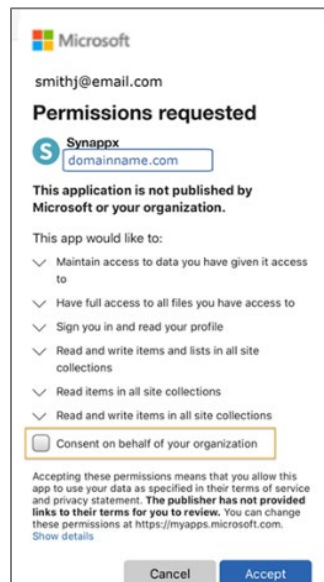 Microsoft
smithj@email.com
Permissions requested
S
Synappx
domainname.com
This application is not published by
Microsoft or your organization.
This app would like to:
Maintain access to data you have given it access
to
Have full access to all files you have access to
Sign you in and read your profile
Read and write items and lists in all site
collections
Read items in all site collections
Read and write items in all site collections
Consent on behalf of your organization
Accepting these permissions means that you allow this
app to use your data as specified in their terms of service
and privacy statement. The publisher has not provided
links to their terms for you to review. You can change
these permissions at https://myapps.microsoft.com.
Show details
Cancel Accept